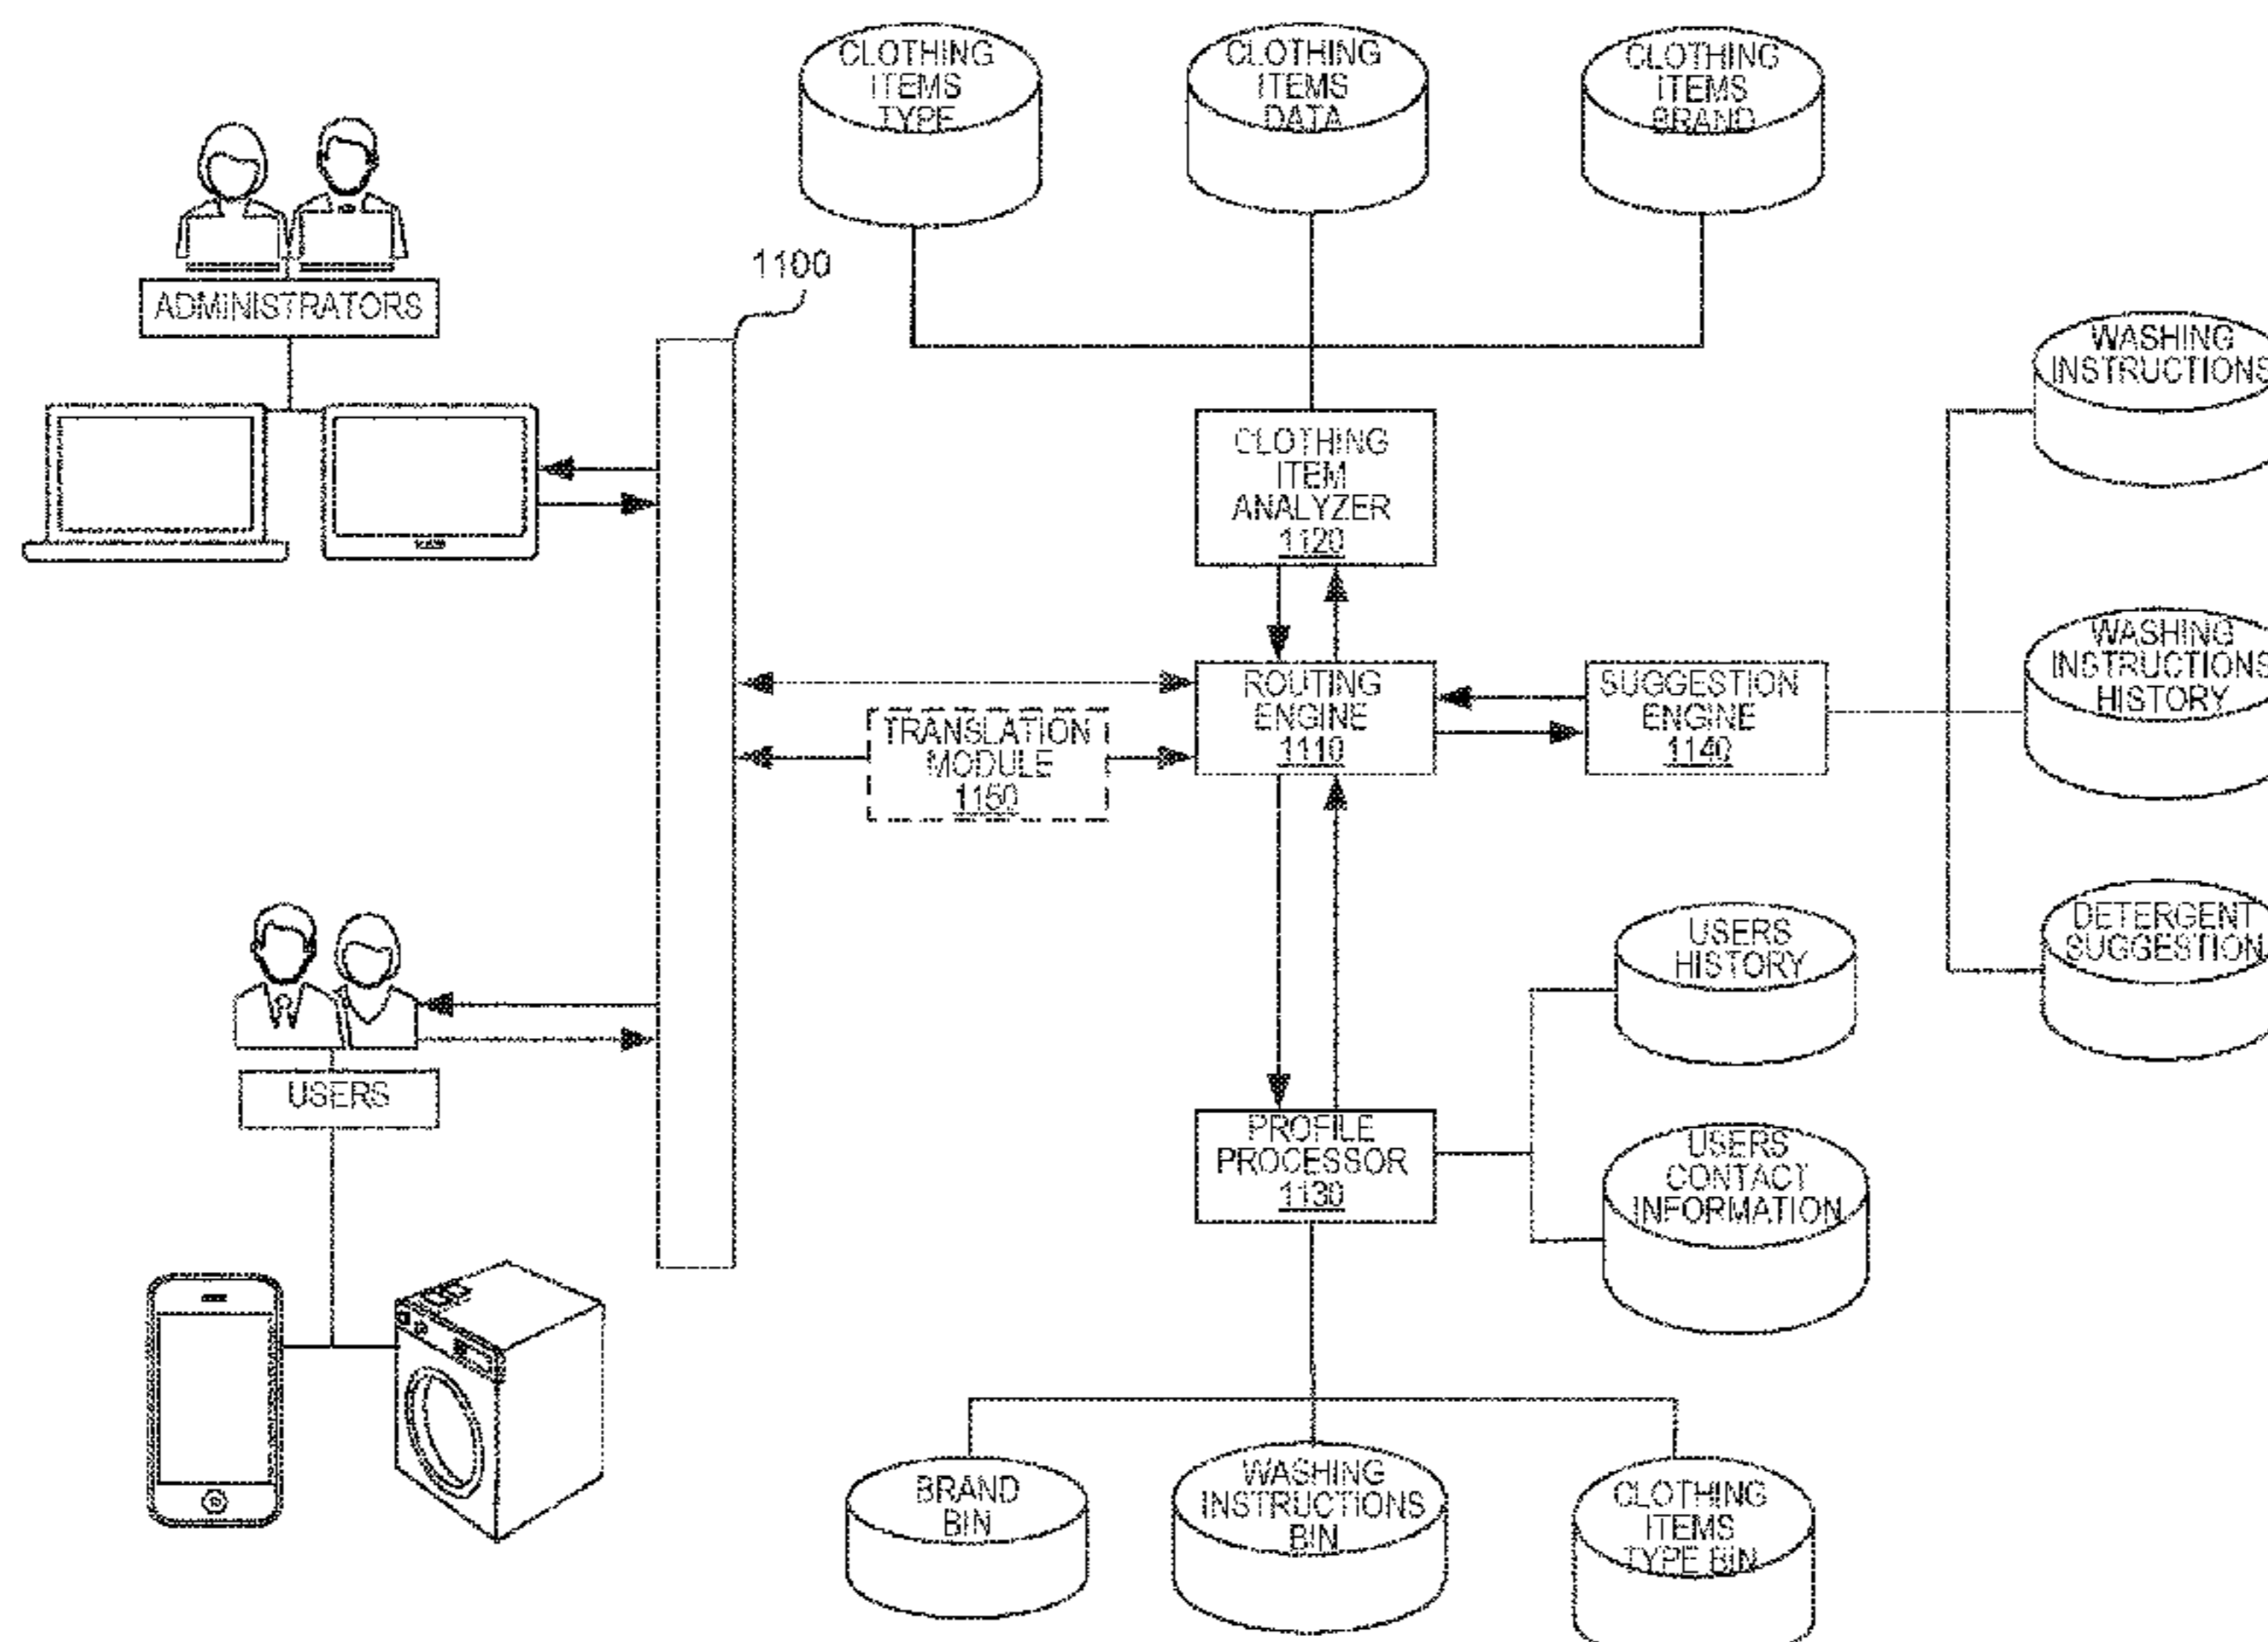 CLOTHING
ITEMS
TYPE
CLOTHING
ITEMS
DATA
CLOTHING
ITEMS
BRAND
1100
ADMINISTRATORS
WASHING
INSTRUCTIONS
CLOTHING
ITEM
ANALYZER
1120
ROUTING
ENGINE
1110
SUGGESTION
ENGINE
1140
WASHING
INSTRUCTIONS
HISTORY
TRANSLATION
MODULE
1150
DETERGENT
SUGGESTION
USERS
HISTORY
USERS
PROFILE
PROCESSOR
1130
USERS
CONTACT
INFORMATION
BRAND
BIN
WASHING
INSTRUCTIONS
BIN
CLOTHING
ITEMS
TYPE BIN